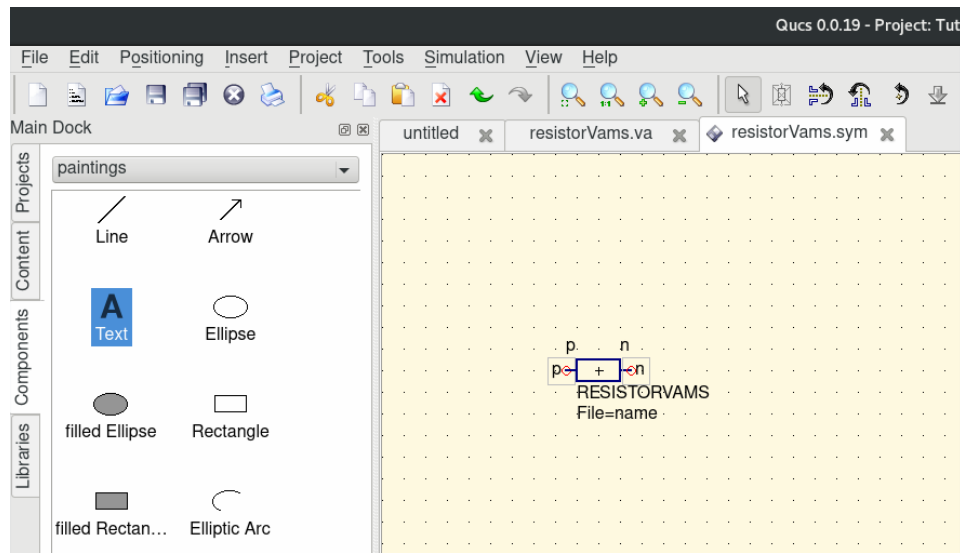 Qucs 0.0.19 - Project: Tut
File Edit Positioning Insert Project Tools Simulation View Help
1:1
Main Dock
untitled resistorVams.va resistorVams.sym
Projects
Content
Components
Libraries
paintings
Line Arrow
A
Text Ellipse
filled Ellipse Rectangle
filled Rectan... Elliptic Arc
p n
p + n
RESISTORVAMS
File=name